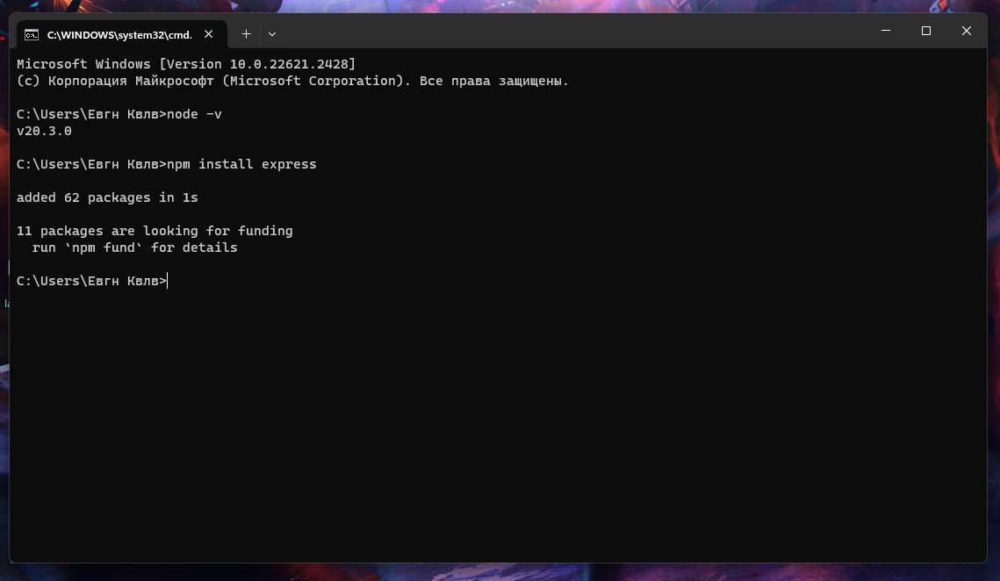 C:\WINDOWS\system32\cmd.
Microsoft Windows [Version 10.0.22621.2428]
(c) Корпорация Майкрософт (Microsoft Corporation). Все права защищены.
C:\Users\Евгн Квлв>node -v
v20.3.0
C:\Users\Евгн Квлв>npm install express
added 62 packages in 1s
11 packages are looking for funding
run `npm fund` for details
C:\Users\Евгн Квлв>